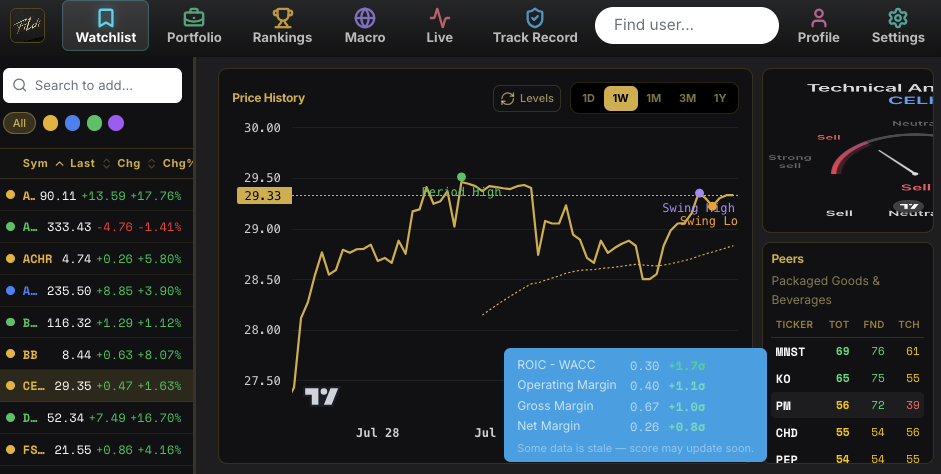 Fitdi
Watchlist
Portfolio
Rankings
Macro
Live
Track Record
Find user...
Profile
Settings
Search to add...
All
Sym Last Chg Chg%
A… 90.11 +13.59 +17.76%
A… 333.43 -4.76 -1.41%
ACHR 4.74 +0.26 +5.80%
A… 235.50 +8.85 +3.90%
B… 116.32 +1.29 +1.12%
BB 8.44 +0.63 +8.07%
CE… 29.35 +0.47 +1.63%
D… 52.34 +7.49 +16.70%
FS… 21.55 +0.86 +4.16%
Price History
Levels
1D 1W 1M 3M 1Y
30.00
29.50
29.33
29.00
28.50
28.00
27.50
Period High
Swing High
Swing Lo
Jul 28
Jul
ROIC - WACC 0.30 +1.7σ
Operating Margin 0.40 +1.1σ
Gross Margin 0.67 +1.0σ
Net Margin 0.26 +0.8σ
Some data is stale — score may update soon.
Technical An
CELH
Neutra
Sell
Strong
sell
Sell
Sell Neutra
Peers
Packaged Goods &
Beverages
TICKER TOT FND TCH
MNST 69 76 61
KO 65 75 55
PM 56 72 39
CHD 55 54 56
PEP 54 54 55